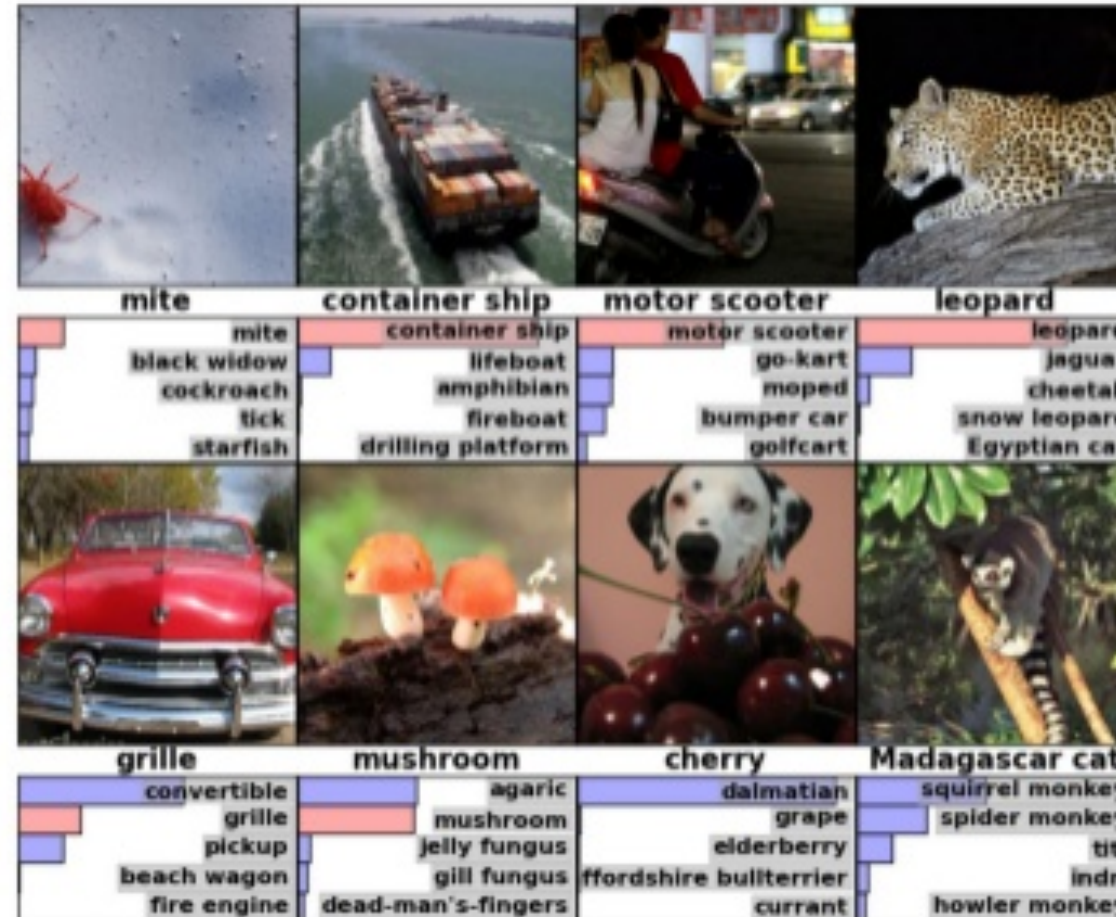 mite container ship motor scooter leopard
mite container ship motor scooter leopar
black widow lifeboat go-kart jagua
cockroach amphibian moped cheeta
tick fireboat bumper car snow leopar
starfish drilling platform golfcart Egyptian ca
grille mushroom cherry Madagascar cat
convertible agaric dalmatian squirrel monke
grille mushroom grape spider monke
pickup jelly fungus elderberry tit
beach wagon gill fungus ffordshire bullterrier indr
fire engine dead-man's-fingers currant howler monke